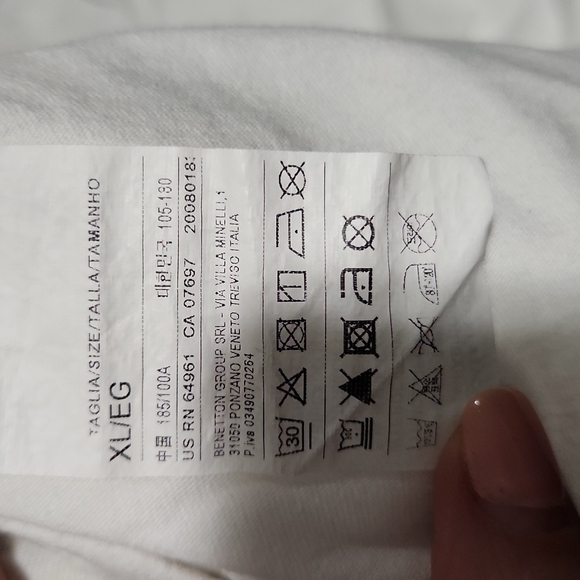 TAGLIA/SIZE/TALLA/TAMANHO
XL/EG
中国 185/100A 대한민국 105-180
US RN 64961 CA 07697 2008018
BENETTON GROUP SRL - VIA VILLA MINELLI,1
31050 PONZANO VENETO TREVISO ITALIA
P.iva 03490770264
30